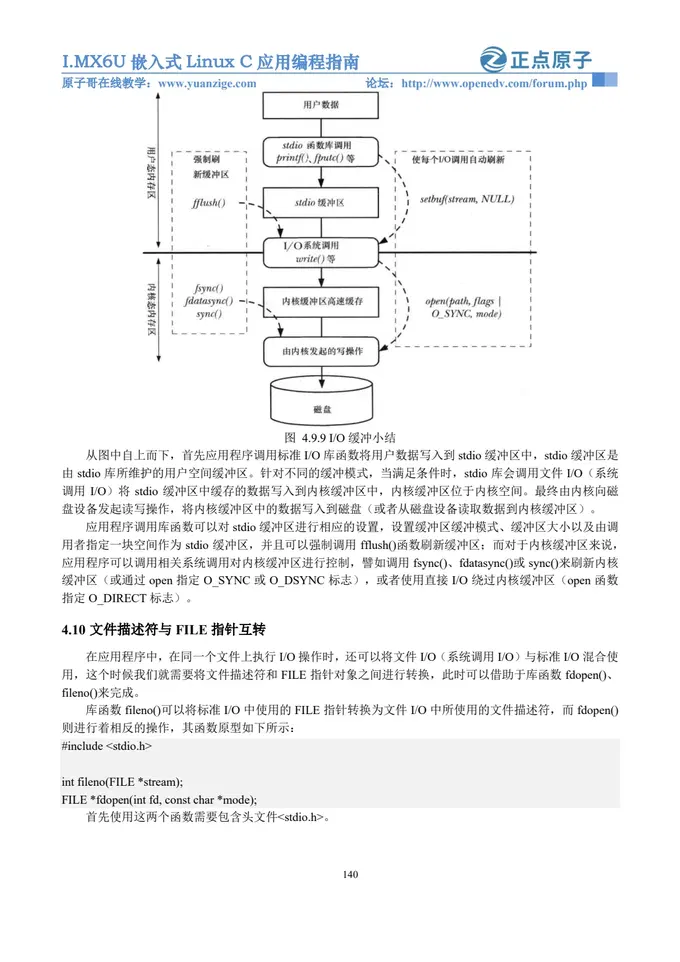 I.MX6U 嵌入式 Linux C 应用编程指南
正点原子
原子哥在线教学：www.yuanzige.com 论坛：http://www.openedv.com/forum.php
用户数据
用户态内存区
强制刷
新缓冲区
fflush()
stdio 函数库调用
printf()、fputc() 等
使每个I/O调用自动刷新
setbuf(stream, NULL)
stdio 缓冲区
I/O系统调用
write() 等
内核态内存区
fsync()
fdatasync()
sync()
内核缓冲区高速缓存
open(path, flags |
O_SYNC, mode)
由内核发起的写操作
磁盘
图 4.9.9 I/O 缓冲小结
从图中自上而下，首先应用程序调用标准 I/O 库函数将用户数据写入到 stdio 缓冲区中，stdio 缓冲区是
由 stdio 库所维护的用户空间缓冲区。针对不同的缓冲模式，当满足条件时，stdio 库会调用文件 I/O（系统
调用 I/O）将 stdio 缓冲区中缓存的数据写入到内核缓冲区中，内核缓冲区位于内核空间。最终由内核向磁
盘设备发起读写操作，将内核缓冲区中的数据写入到磁盘（或者从磁盘设备读取数据到内核缓冲区）。
应用程序调用库函数可以对 stdio 缓冲区进行相应的设置，设置缓冲区缓冲模式、缓冲区大小以及由调
用者指定一块空间作为 stdio 缓冲区，并且可以强制调用 fflush()函数刷新缓冲区；而对于内核缓冲区来说，
应用程序可以调用相关系统调用对内核缓冲区进行控制，譬如调用 fsync()、fdatasync()或 sync()来刷新内核
缓冲区（或通过 open 指定 O_SYNC 或 O_DSYNC 标志），或者使用直接 I/O 绕过内核缓冲区（open 函数
指定 O_DIRECT 标志）。
4.10 文件描述符与 FILE 指针互转
在应用程序中，在同一个文件上执行 I/O 操作时，还可以将文件 I/O（系统调用 I/O）与标准 I/O 混合使
用，这个时候我们就需要将文件描述符和 FILE 指针对象之间进行转换，此时可以借助于库函数 fdopen()、
fileno()来完成。
库函数 fileno()可以将标准 I/O 中使用的 FILE 指针转换为文件 I/O 中所使用的文件描述符，而 fdopen()
则进行着相反的操作，其函数原型如下所示：
#include <stdio.h>
int fileno(FILE *stream);
FILE *fdopen(int fd, const char *mode);
首先使用这两个函数需要包含头文件<stdio.h>。
140